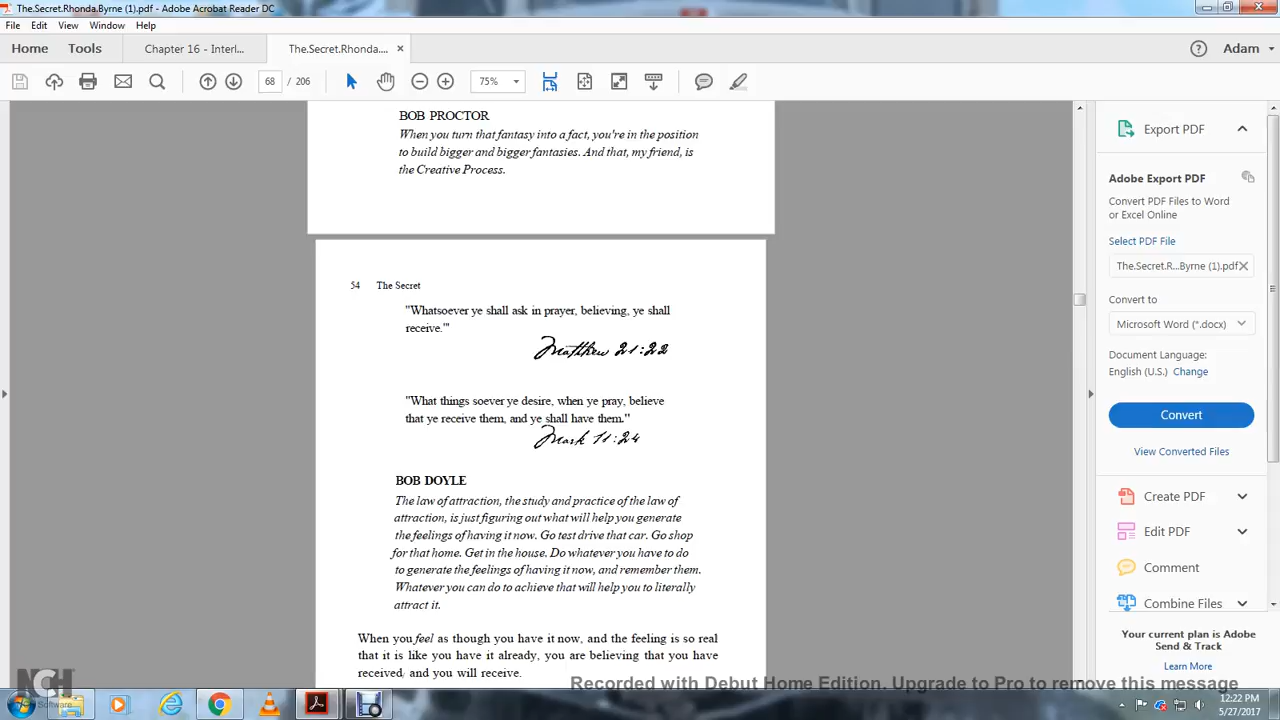 The.Secret.Rhonda.Byrne (1).pdf - Adobe Acrobat Reader DC
File Edit View Window Help
Home Tools Chapter 16 - Interl... The.Secret.Rhonda.... × Adam
68 / 206 75%
BOB PROCTOR
When you turn that fantasy into a fact, you're in the position
to build bigger and bigger fantasies. And that, my friend, is
the Creative Process.
54 The Secret
"Whatsoever ye shall ask in prayer, believing, ye shall
receive.'"
Matthew 21:22
"What things soever ye desire, when ye pray, believe
that ye receive them, and ye shall have them."
Mark 11:24
BOB DOYLE
The law of attraction, the study and practice of the law of
attraction, is just figuring out what will help you generate
the feelings of having it now. Go test drive that car. Go shop
for that home. Get in the house. Do whatever you have to do
to generate the feelings of having it now, and remember them.
Whatever you can do to achieve that will help you to literally
attract it.
When you feel as though you have it now, and the feeling is so real
that it is like you have it already, you are believing that you have
received, and you will receive.
Export PDF
Adobe Export PDF
Convert PDF Files to Word
or Excel Online
Select PDF File
The.Secret.R...Byrne (1).pdf ×
Convert to
Microsoft Word (*.docx)
Document Language:
English (U.S.) Change
Convert
View Converted Files
Create PDF
Edit PDF
Comment
Combine Files
Your current plan is Adobe
Send & Track
Learn More
NCH
Software
Recorded with Debut Home Edition. Upgrade to Pro to remove this message
12:22 PM
5/27/2017